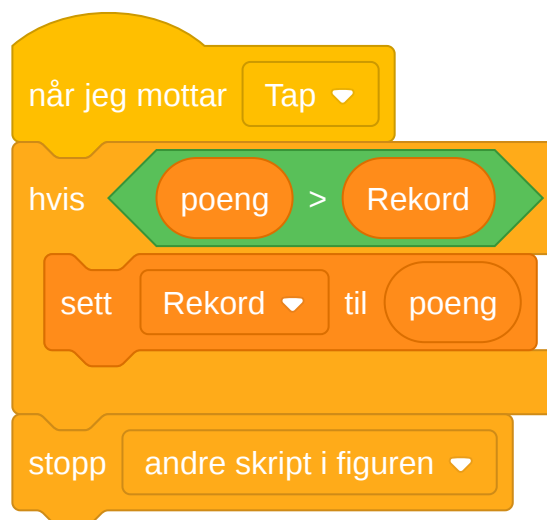 når jeg mottar Tap
hvis poeng > Rekord
sett Rekord til poeng
stopp andre skript i figuren